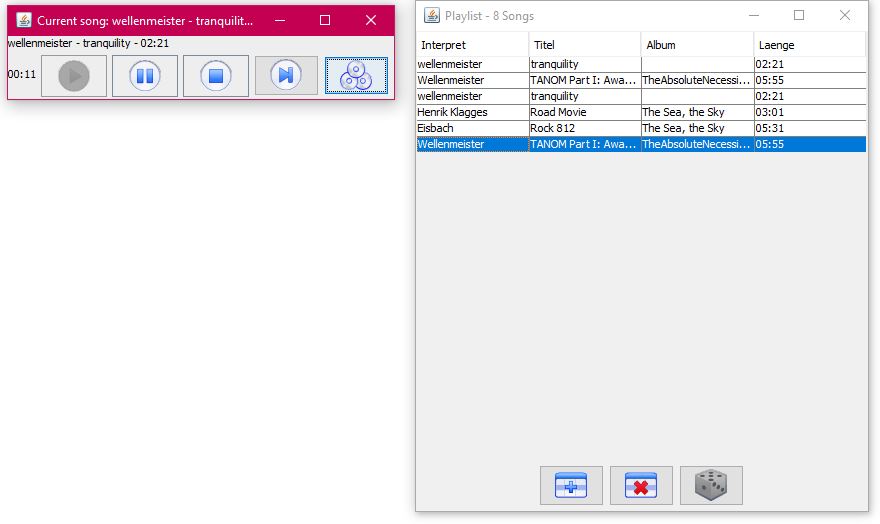 Current song: wellenmeister - tranquilit...
wellenmeister - tranquility - 02:21
00:11
Playlist - 8 Songs
Interpret Titel Album Laenge
wellenmeister tranquility 02:21
Wellenmeister TANOM Part I: Awa... TheAbsoluteNecessi... 05:55
wellenmeister tranquility 02:21
Henrik Klagges Road Movie The Sea, the Sky 03:01
Eisbach Rock 812 The Sea, the Sky 05:31
Wellenmeister TANOM Part I: Awa... TheAbsoluteNecessi... 05:55